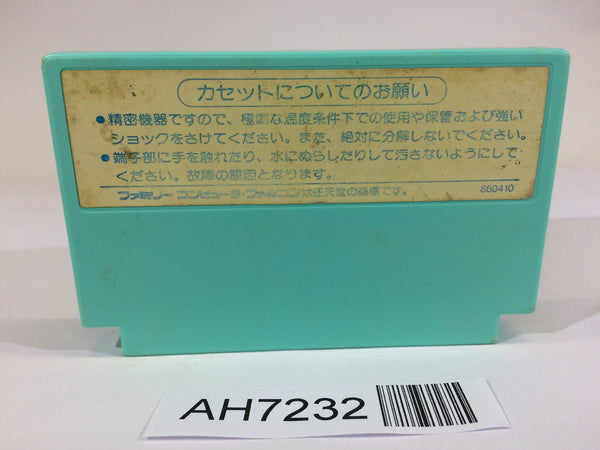 カセットについてのお願い
●精密機器ですので、極端な温度条件下での使用や保管および強い
ショックをさけてください。また、絶対に分解しないでください。
●端子部に手を触れたり、水にぬらしたりして汚さないようにして
ください。故障の原因となります。
ファミリーコンピュータ・ファミコンは任天堂の商標です。 860410
AH7232